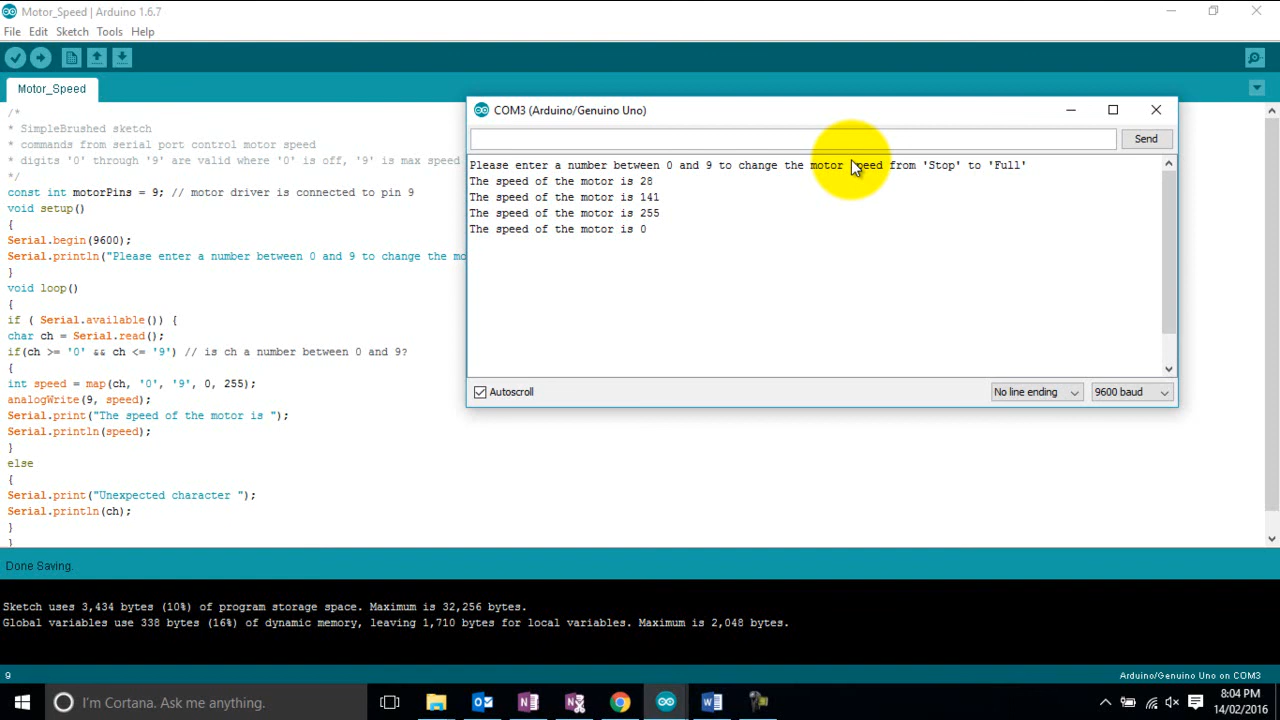 Motor_Speed | Arduino 1.6.7
File Edit Sketch Tools Help
Motor_Speed
/*
* SimpleBrushed sketch
* commands from serial port control motor speed
* digits '0' through '9' are valid where '0' is off, '9' is max speed
*/
const int motorPins = 9; // motor driver is connected to pin 9
void setup()
{
Serial.begin(9600);
Serial.println("Please enter a number between 0 and 9 to change the mo
}
void loop()
{
if ( Serial.available()) {
char ch = Serial.read();
if(ch >= '0' && ch <= '9') // is ch a number between 0 and 9?
{
int speed = map(ch, '0', '9', 0, 255);
analogWrite(9, speed);
Serial.print("The speed of the motor is ");
Serial.println(speed);
}
else
{
Serial.print("Unexpected character ");
Serial.println(ch);
}
}
COM3 (Arduino/Genuino Uno)
Send
Please enter a number between 0 and 9 to change the motor speed from 'Stop' to 'Full'
The speed of the motor is 28
The speed of the motor is 141
The speed of the motor is 255
The speed of the motor is 0
Autoscroll
No line ending
9600 baud
Done Saving.
Sketch uses 3,434 bytes (10%) of program storage space. Maximum is 32,256 bytes.
Global variables use 338 bytes (16%) of dynamic memory, leaving 1,710 bytes for local variables. Maximum is 2,048 bytes.
9
Arduino/Genuino Uno on COM3
I'm Cortana. Ask me anything.
8:04 PM
14/02/2016